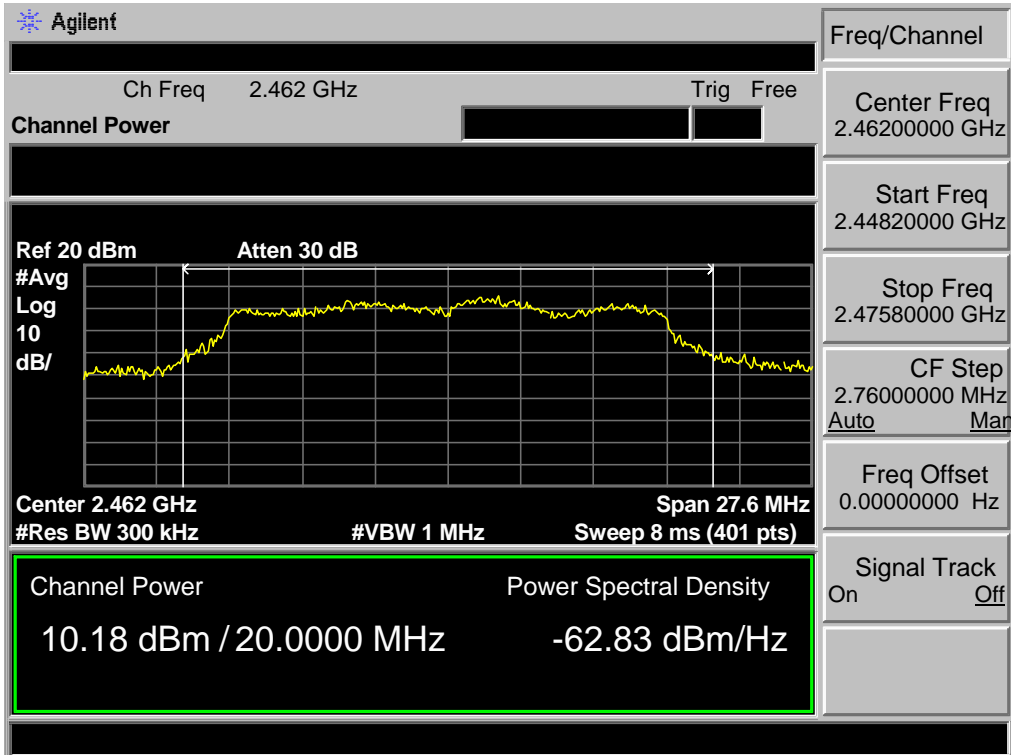 Agilent
Freq/Channel
Ch Freq 2.462 GHz Trig Free
Channel Power
Center Freq
2.46200000 GHz
Start Freq
2.44820000 GHz
Ref 20 dBm Atten 30 dB
#Avg
Log
10
dB/
Stop Freq
2.47580000 GHz
CF Step
2.76000000 MHz
Auto Man
Center 2.462 GHz Span 27.6 MHz
#Res BW 300 kHz #VBW 1 MHz Sweep 8 ms (401 pts)
Freq Offset
0.00000000 Hz
Channel Power Power Spectral Density
10.18 dBm / 20.0000 MHz -62.83 dBm/Hz
Signal Track
On Off